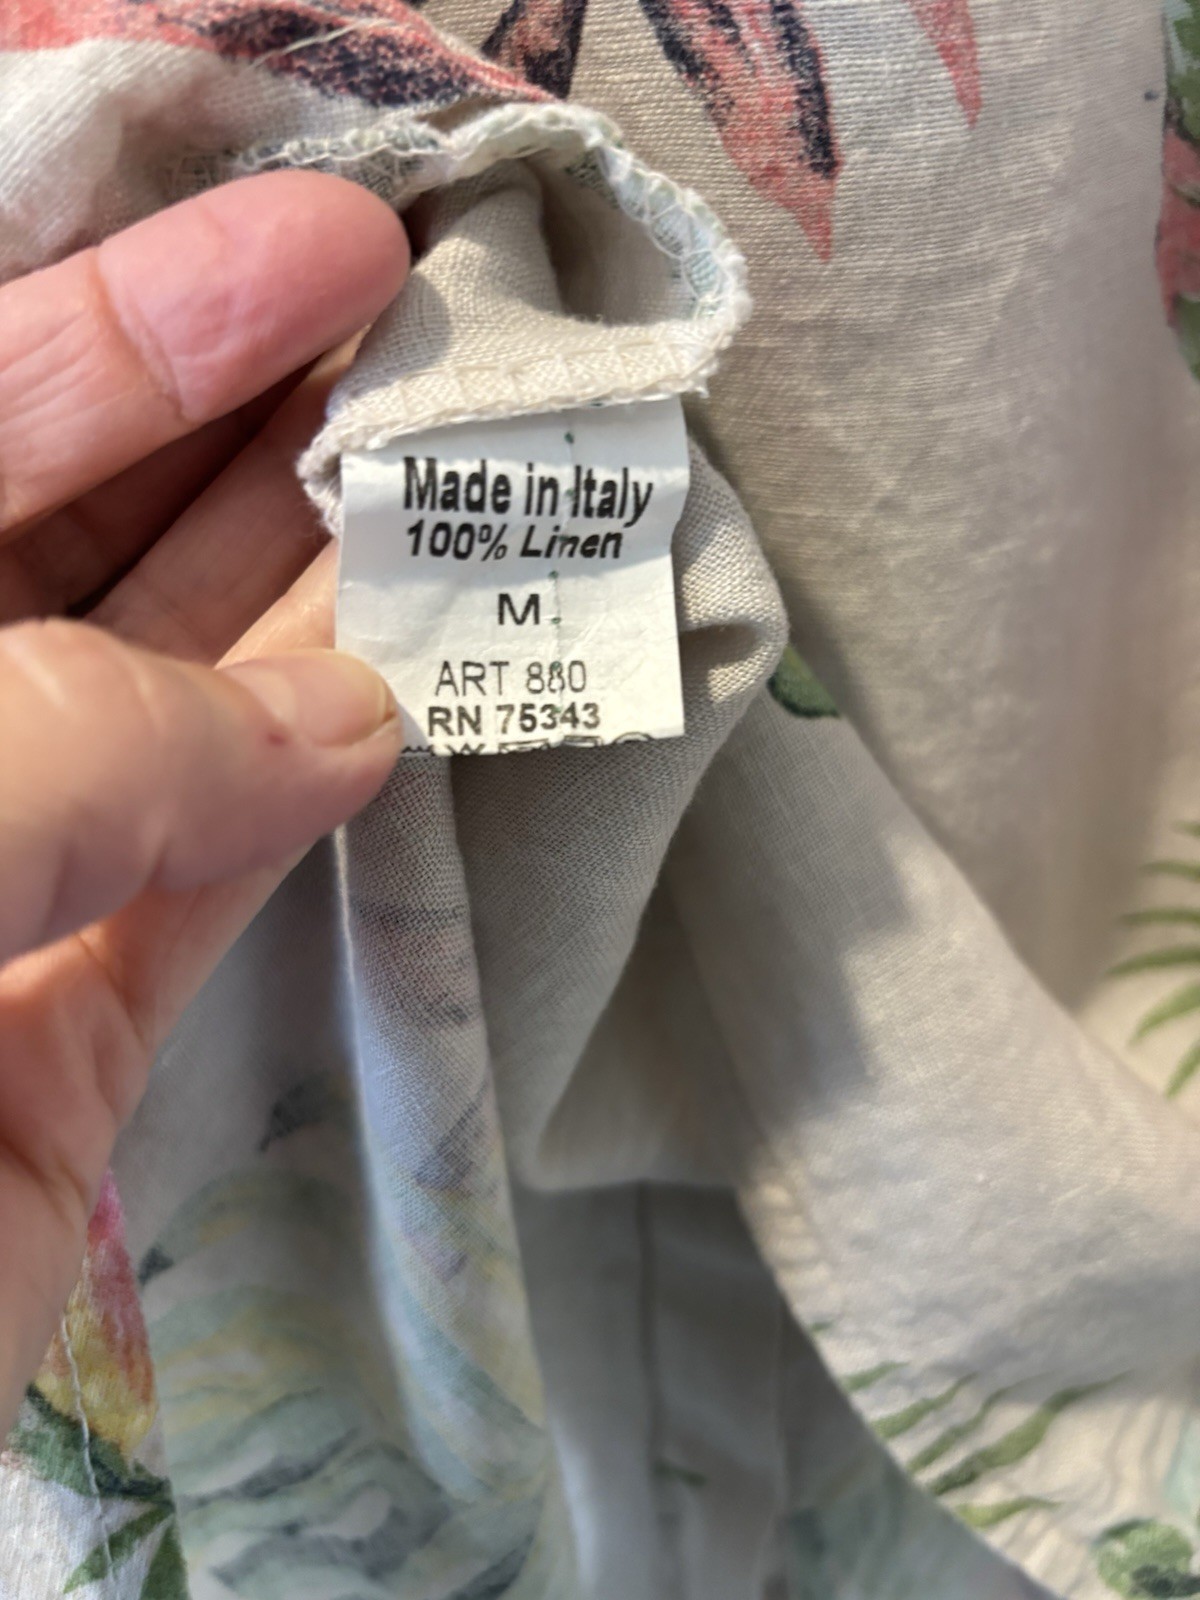 Made in Italy
100% Linen
M
ART 880
RN 75343